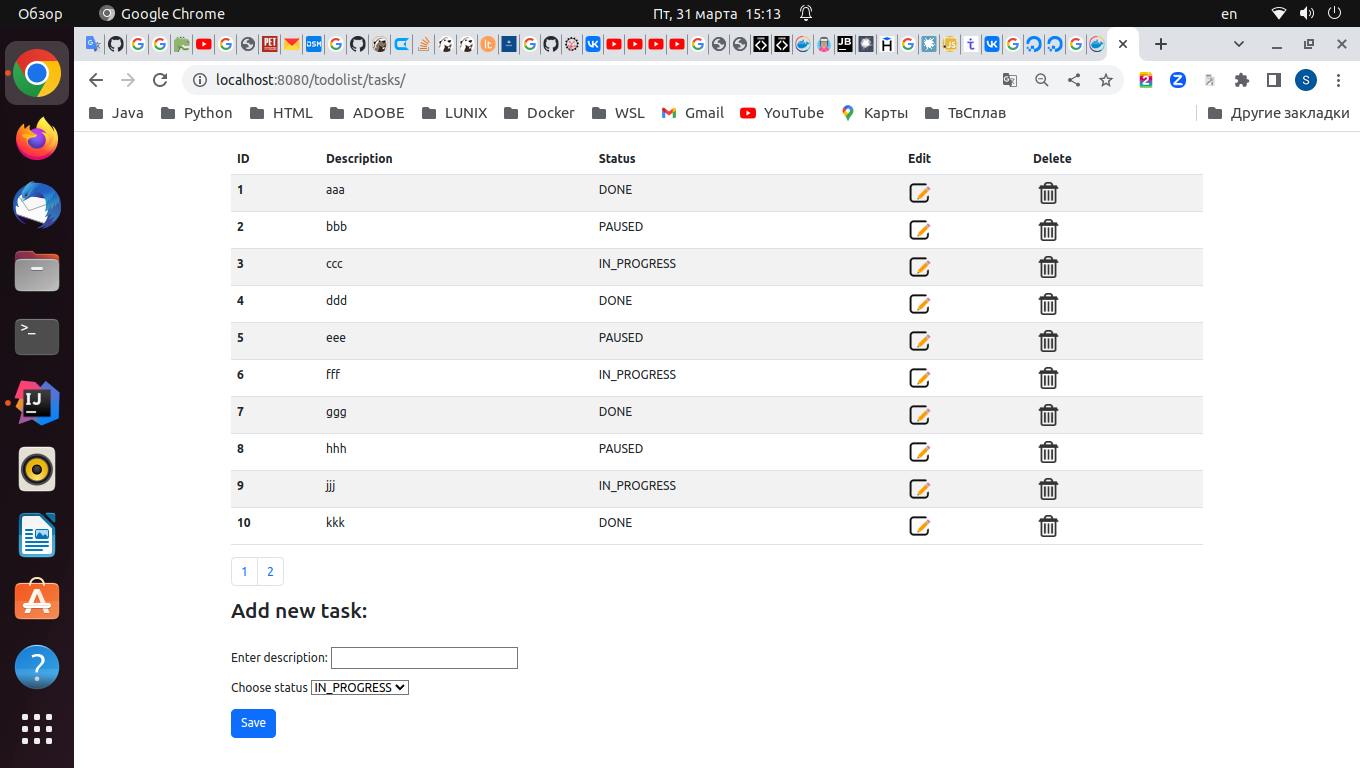 Обзор Google Chrome Пт, 31 марта 15:13 en
localhost:8080/todolist/tasks/ S
Java Python HTML ADOBE LUNIX Docker WSL Gmail YouTube Карты ТвСплав Другие закладки
ID Description Status Edit Delete
1 aaa DONE
2 bbb PAUSED
3 ccc IN_PROGRESS
4 ddd DONE
5 eee PAUSED
6 fff IN_PROGRESS
7 ggg DONE
8 hhh PAUSED
9 jjj IN_PROGRESS
10 kkk DONE
1 2
Add new task:
Enter description:
Choose status IN_PROGRESS
Save